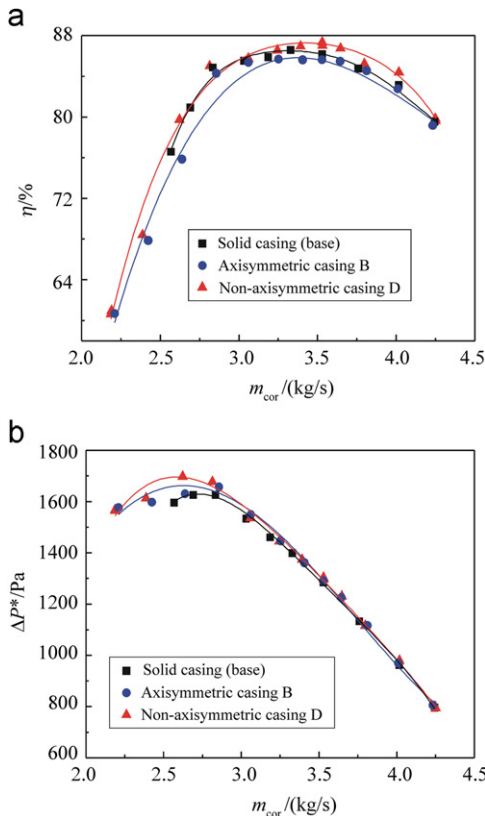 a
88
80
72
64
η/%
Solid casing (base)
Axisymmetric casing B
Non-axisymmetric casing D
2.0 2.5 3.0 3.5 4.0 4.5
m_cor/(kg/s)
b
1800
1600
1400
1200
1000
800
600
ΔP*/Pa
Solid casing (base)
Axisymmetric casing B
Non-axisymmetric casing D
2.0 2.5 3.0 3.5 4.0 4.5
m_cor/(kg/s)